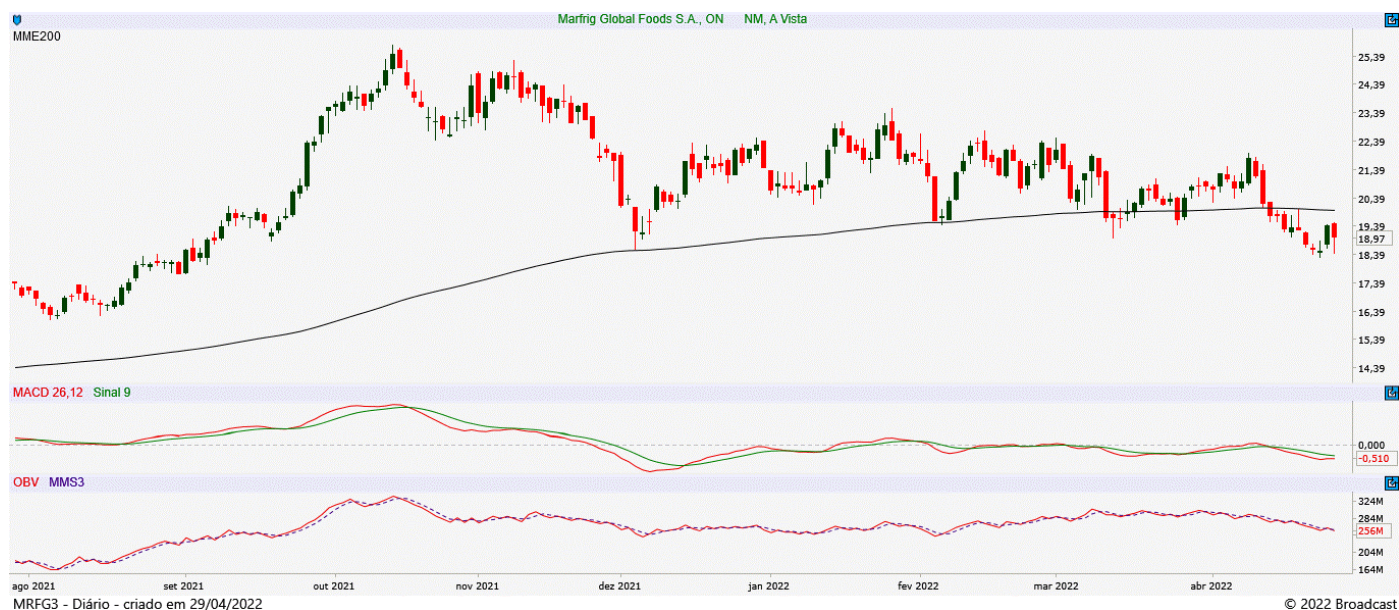 Marfrig Global Foods S.A., ON NM, A Vista
MME200
25,39
24,39
23,39
22,39
21,39
20,39
19,39
18,97
18,39
17,39
16,39
15,39
14,39
MACD 26,12 Sinal 9
0,000
-0,510
OBV MMS3
324M
284M
256M
204M
164M
ago 2021 set 2021 out 2021 nov 2021 dez 2021 jan 2022 fev 2022 mar 2022 abr 2022
MRFG3 - Diário - criado em 29/04/2022 © 2022 Broadcast